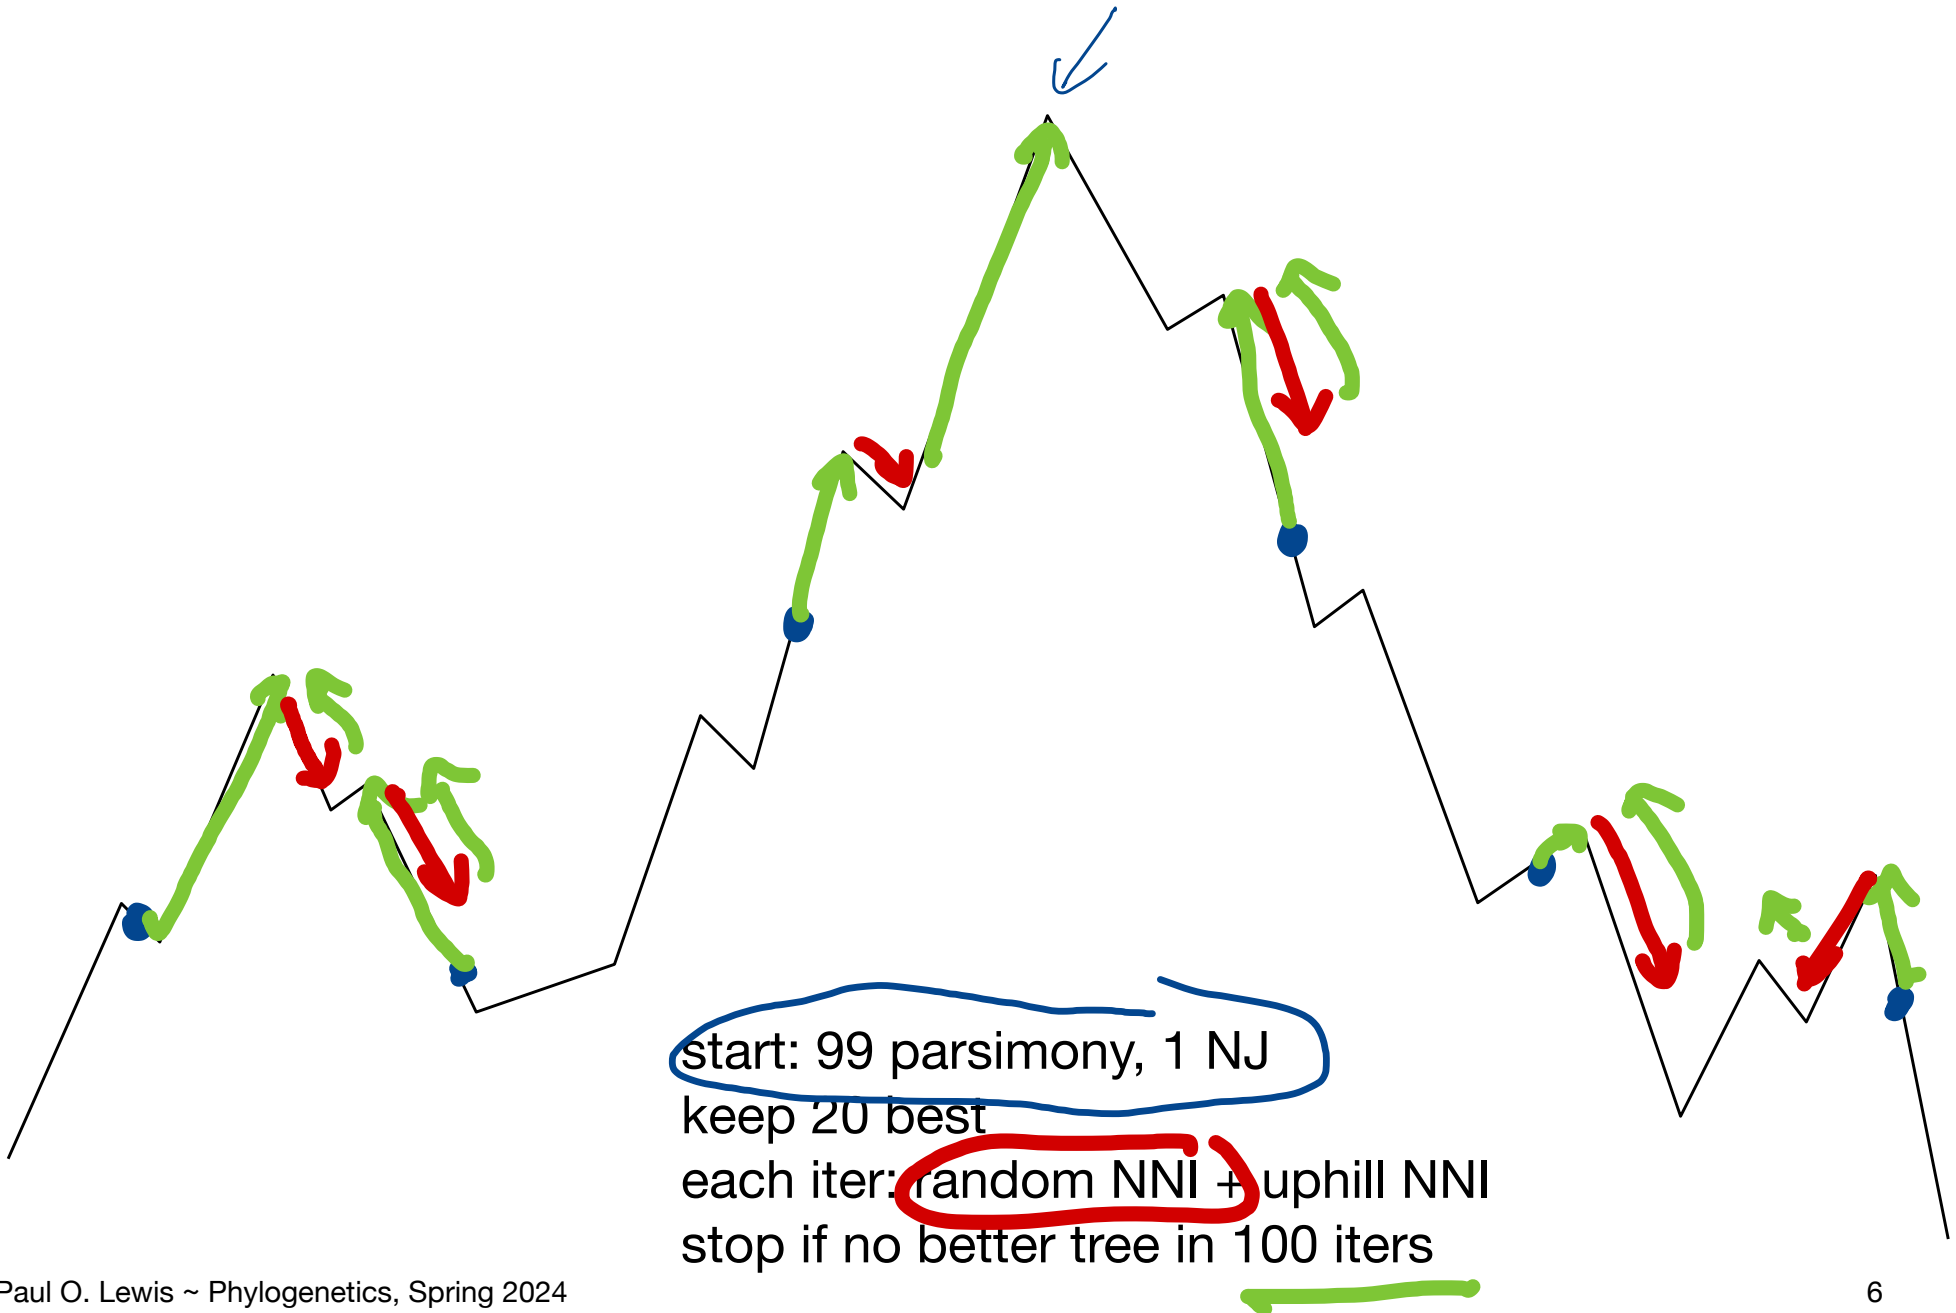 start: 99 parsimony, 1 NJ
keep 20 best
each iter: random NNI + uphill NNI
stop if no better tree in 100 iters
Paul O. Lewis ~ Phylogenetics, Spring 2024
6